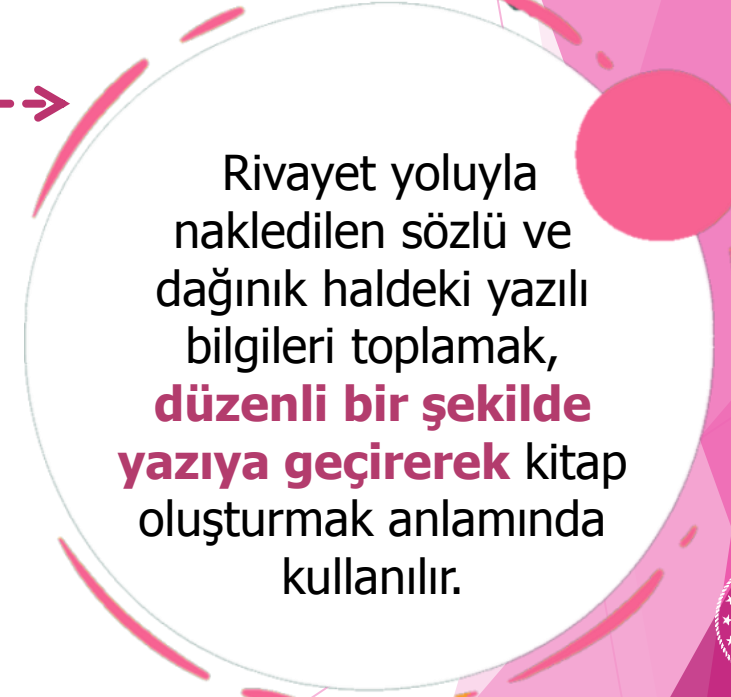 Rivayet yoluyla
nakledilen sözlü ve
dağınık haldeki yazılı
bilgileri toplamak,
düzenli bir şekilde
yazıya geçirerek kitap
oluşturmak anlamında
kullanılır.